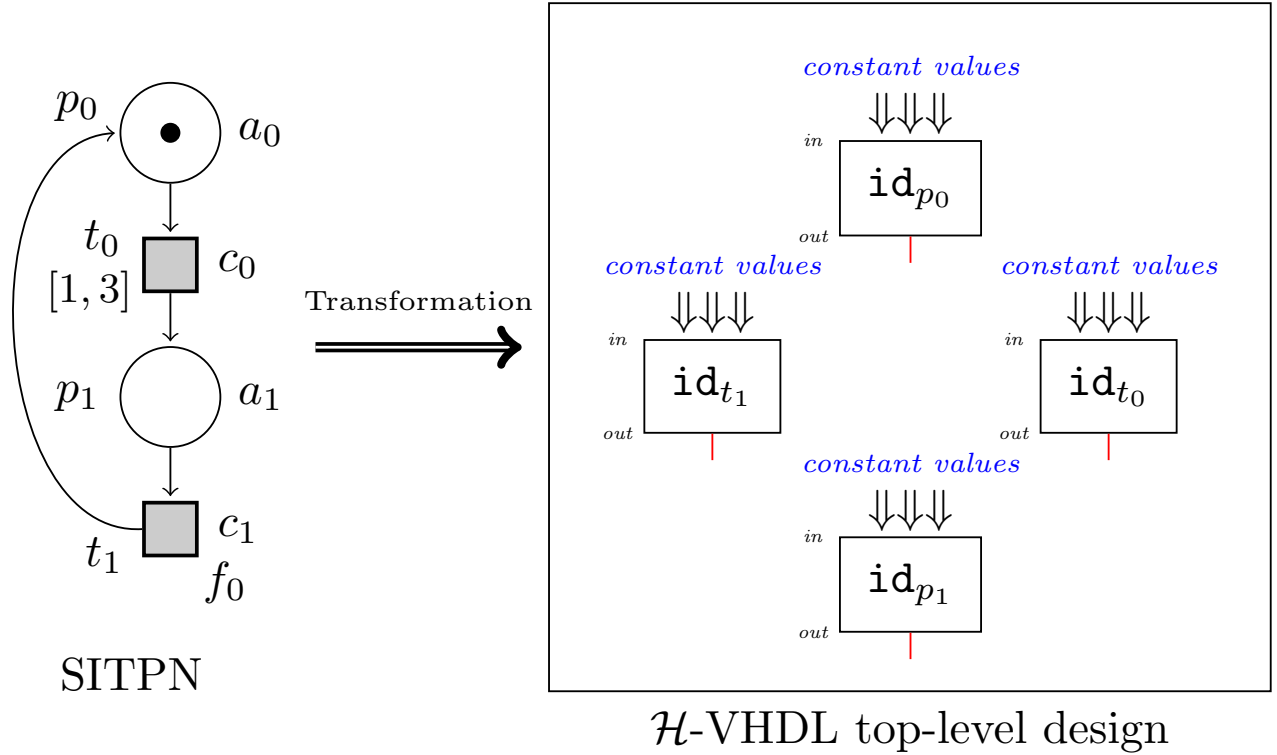 p₀
a₀
t₀
c₀
[1, 3]
p₁
a₁
c₁
t₁
f₀
SITPN
Transformation
constant values
in
id_p₀
out
constant values
in
id_t₁
out
constant values
in
id_t₀
out
constant values
in
id_p₁
out
ℋ-VHDL top-level design